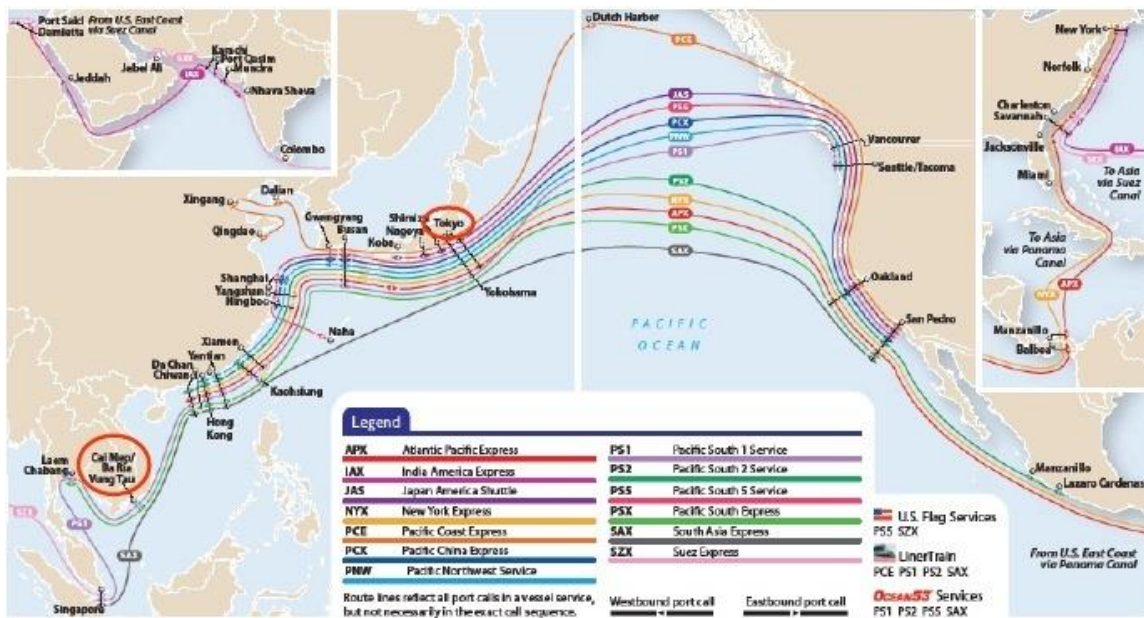 Port Said
Damietta
From U.S. East Coast
via Suez Canal
Karachi
Port Qasim
Mundra
Jebel Ali
SZX
IAX
Jeddah
Nhava Sheva
Colombo
Dutch Harbor
PCE
JAS
PS5
PCX
PNW
PS1
PS2
NYX
APX
PSX
SAX
Vancouver
Seattle/Tacoma
Oakland
San Pedro
Manzanillo
Lazaro Cardenas
From U.S. East Coast
via Panama Canal
New York
Norfolk
Charleston
Savannah
Jacksonville
Miami
IAX
SZX
To Asia
via Suez
Canal
To Asia
via Panama
Canal
NYX
APX
Manzanillo
Balboa
Xingang
Dalian
Qingdao
Gwangyang
Busan
Kobe
Shimizu
Nagoya
Tokyo
Yokohama
Shanghai
Yangshan
Ningbo
Naha
Xiamen
Yantian
Da Chan
Chiwan
Kaohsiung
Hong
Kong
Laem
Chabang
Cai Mep/
Ba Ria
Vung Tau
SZX
PS1
SAX
Singapore
PACIFIC
OCEAN
Legend
APX Atlantic Pacific Express
IAX India America Express
JAS Japan America Shuttle
NYX New York Express
PCE Pacific Coast Express
PCX Pacific China Express
PNW Pacific Northwest Service
PS1 Pacific South 1 Service
PS2 Pacific South 2 Service
PS5 Pacific South 5 Service
PSX Pacific South Express
SAX South Asia Express
SZX Suez Express
Route lines reflect all port calls in a vessel service,
but not necessarily in the exact call sequence.
Westbound port call
Eastbound port call
U.S. Flag Services
PS5 SZX
LinerTrain
PCE PS1 PS2 SAX
OCEANSS Services
PS1 PS2 PS5 SAX